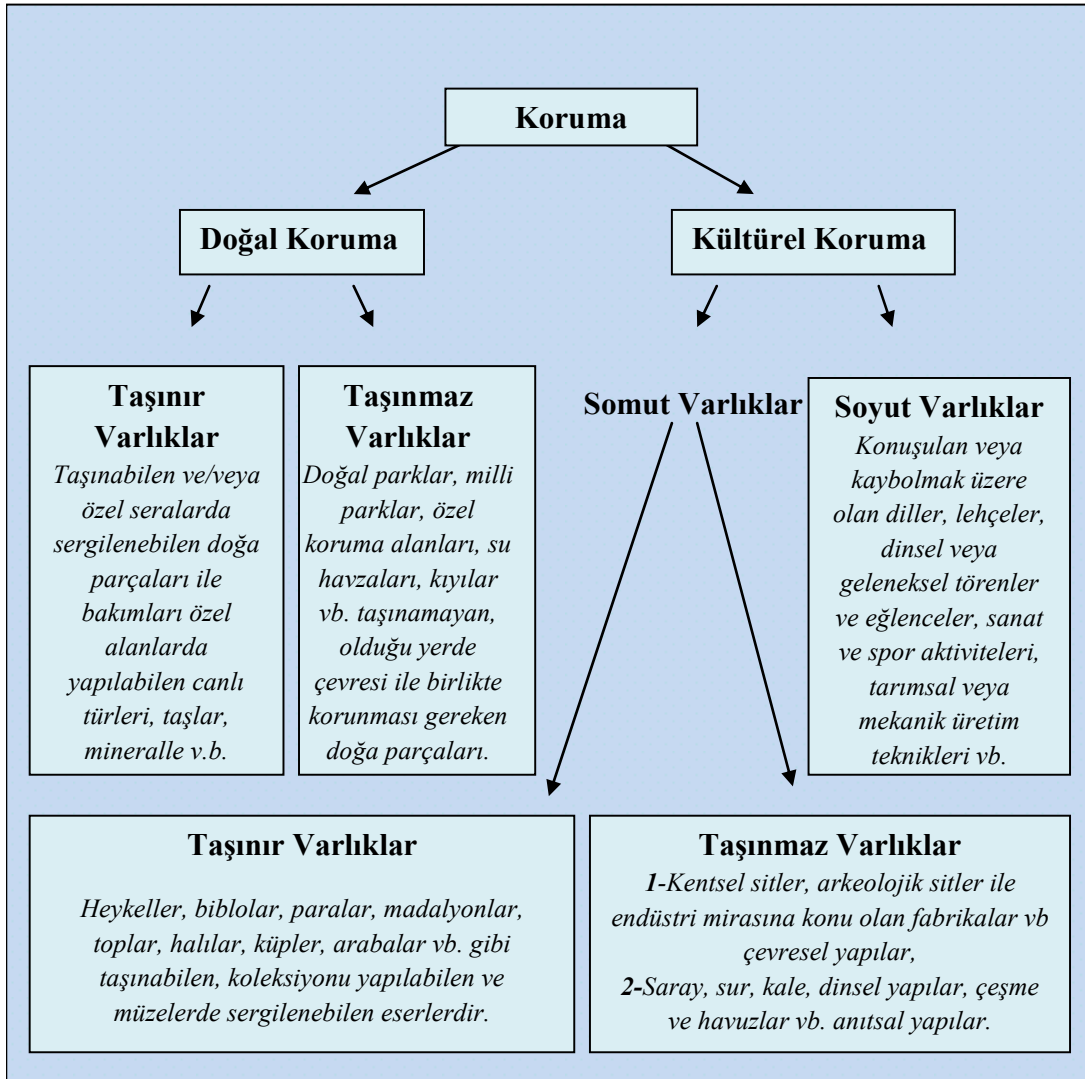 Koruma
Doğal Koruma
Kültürel Koruma
Taşınır
Varlıklar
Taşınabilen ve/veya
özel seralarda
sergilenebilen doğa
parçaları ile
bakımları özel
alanlarda
yapılabilen canlı
türleri, taşlar,
mineralle v.b.
Taşınmaz
Varlıklar
Doğal parklar, milli
parklar, özel
koruma alanları, su
havzaları, kıyılar
vb. taşınamayan,
olduğu yerde
çevresi ile birlikte
korunması gereken
doğa parçaları.
Somut Varlıklar
Soyut Varlıklar
Konuşulan veya
kaybolmak üzere
olan diller, lehçeler,
dinsel veya
geleneksel törenler
ve eğlenceler, sanat
ve spor aktiviteleri,
tarımsal veya
mekanik üretim
teknikleri vb.
Taşınır Varlıklar
Heykeller, biblolar, paralar, madalyonlar,
toplar, halılar, küpler, arabalar vb. gibi
taşınabilen, koleksiyonu yapılabilen ve
müzelerde sergilenebilen eserlerdir.
Taşınmaz Varlıklar
1-Kentsel sitler, arkeolojik sitler ile
endüstri mirasına konu olan fabrikalar vb
çevresel yapılar,
2-Saray, sur, kale, dinsel yapılar, çeşme
ve havuzlar vb. anıtsal yapılar.